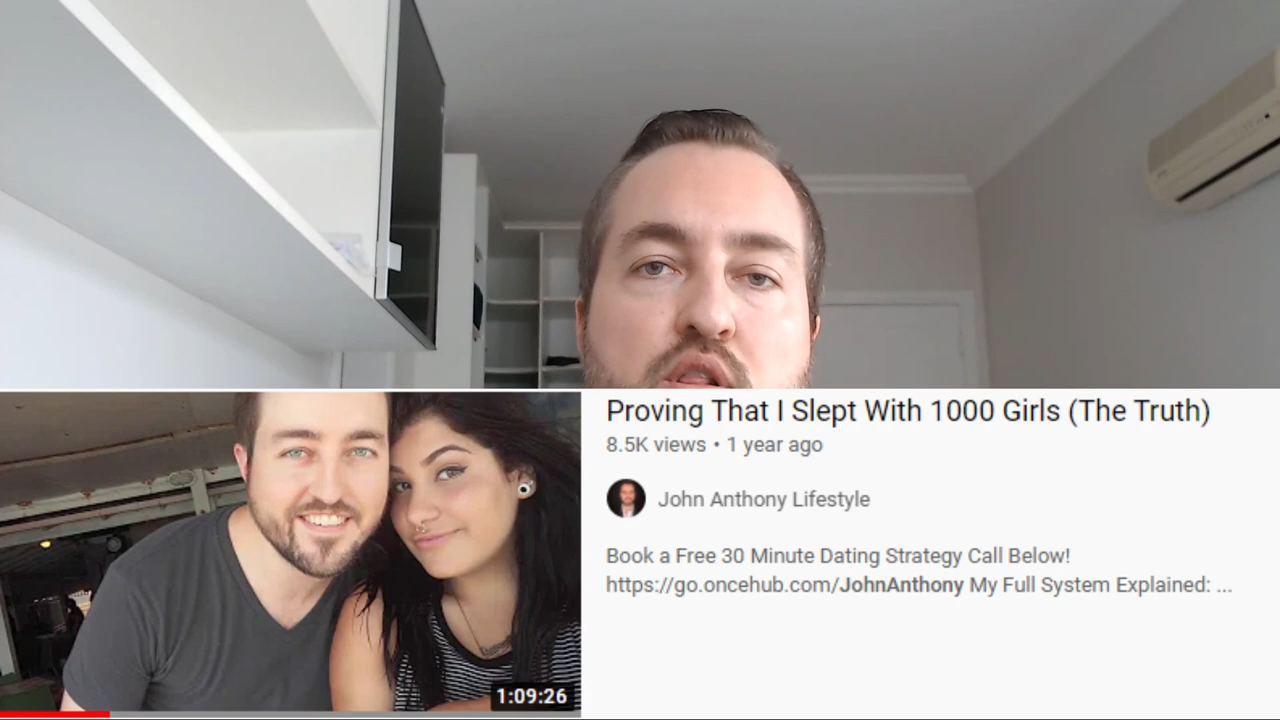 Proving That I Slept With 1000 Girls (The Truth)
8.5K views • 1 year ago
John Anthony Lifestyle
Book a Free 30 Minute Dating Strategy Call Below!
https://go.oncehub.com/JohnAnthony My Full System Explained: ...
1:09:26